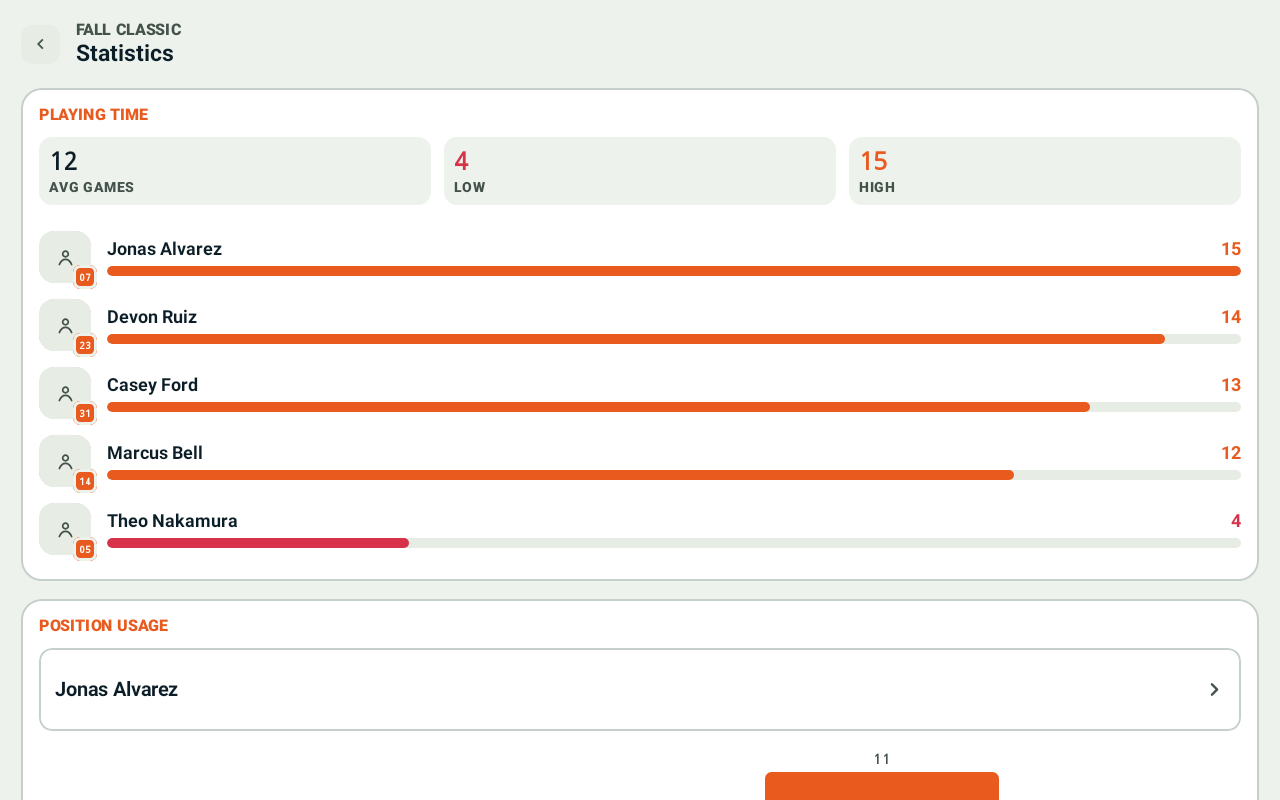 FALL CLASSIC
Statistics
PLAYING TIME
12
AVG GAMES
4
LOW
15
HIGH
Jonas Alvarez 15
07
Devon Ruiz 14
23
Casey Ford 13
31
Marcus Bell 12
14
Theo Nakamura 4
05
POSITION USAGE
Jonas Alvarez
11